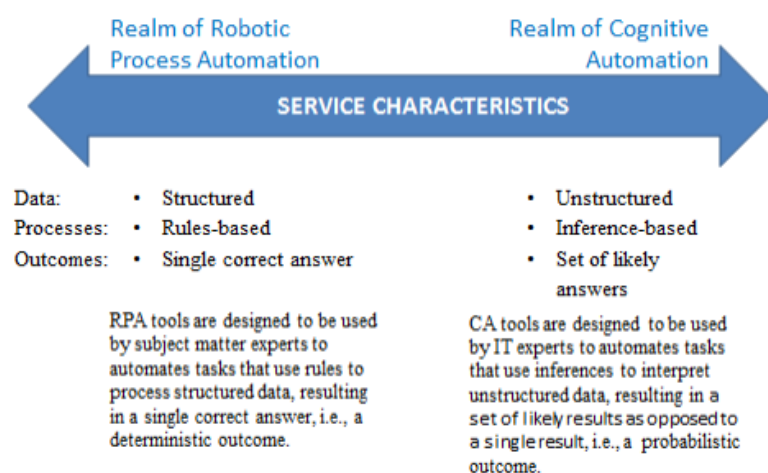 Realm of Robotic
Process Automation
Realm of Cognitive
Automation
SERVICE CHARACTERISTICS
Data: • Structured
Processes: • Rules-based
Outcomes: • Single correct answer
• Unstructured
• Inference-based
• Set of likely
answers
RPA tools are designed to be used
by subject matter experts to
automates tasks that use rules to
process structured data, resulting
in a single correct answer, i.e., a
deterministic outcome.
CA tools are designed to be used
by IT experts to automates tasks
that use inferences to interpret
unstructured data, resulting in a
set of likely results as opposed to
a single result, i.e., a probabilistic
outcome.